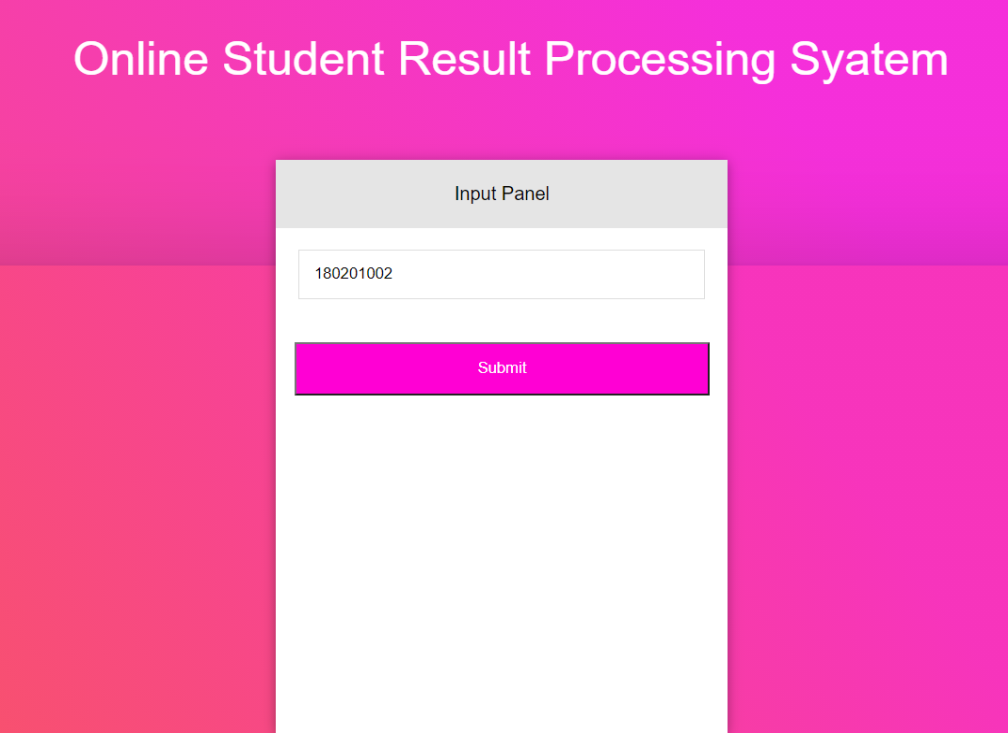 Online Student Result Processing Syatem
Input Panel
180201002
Submit